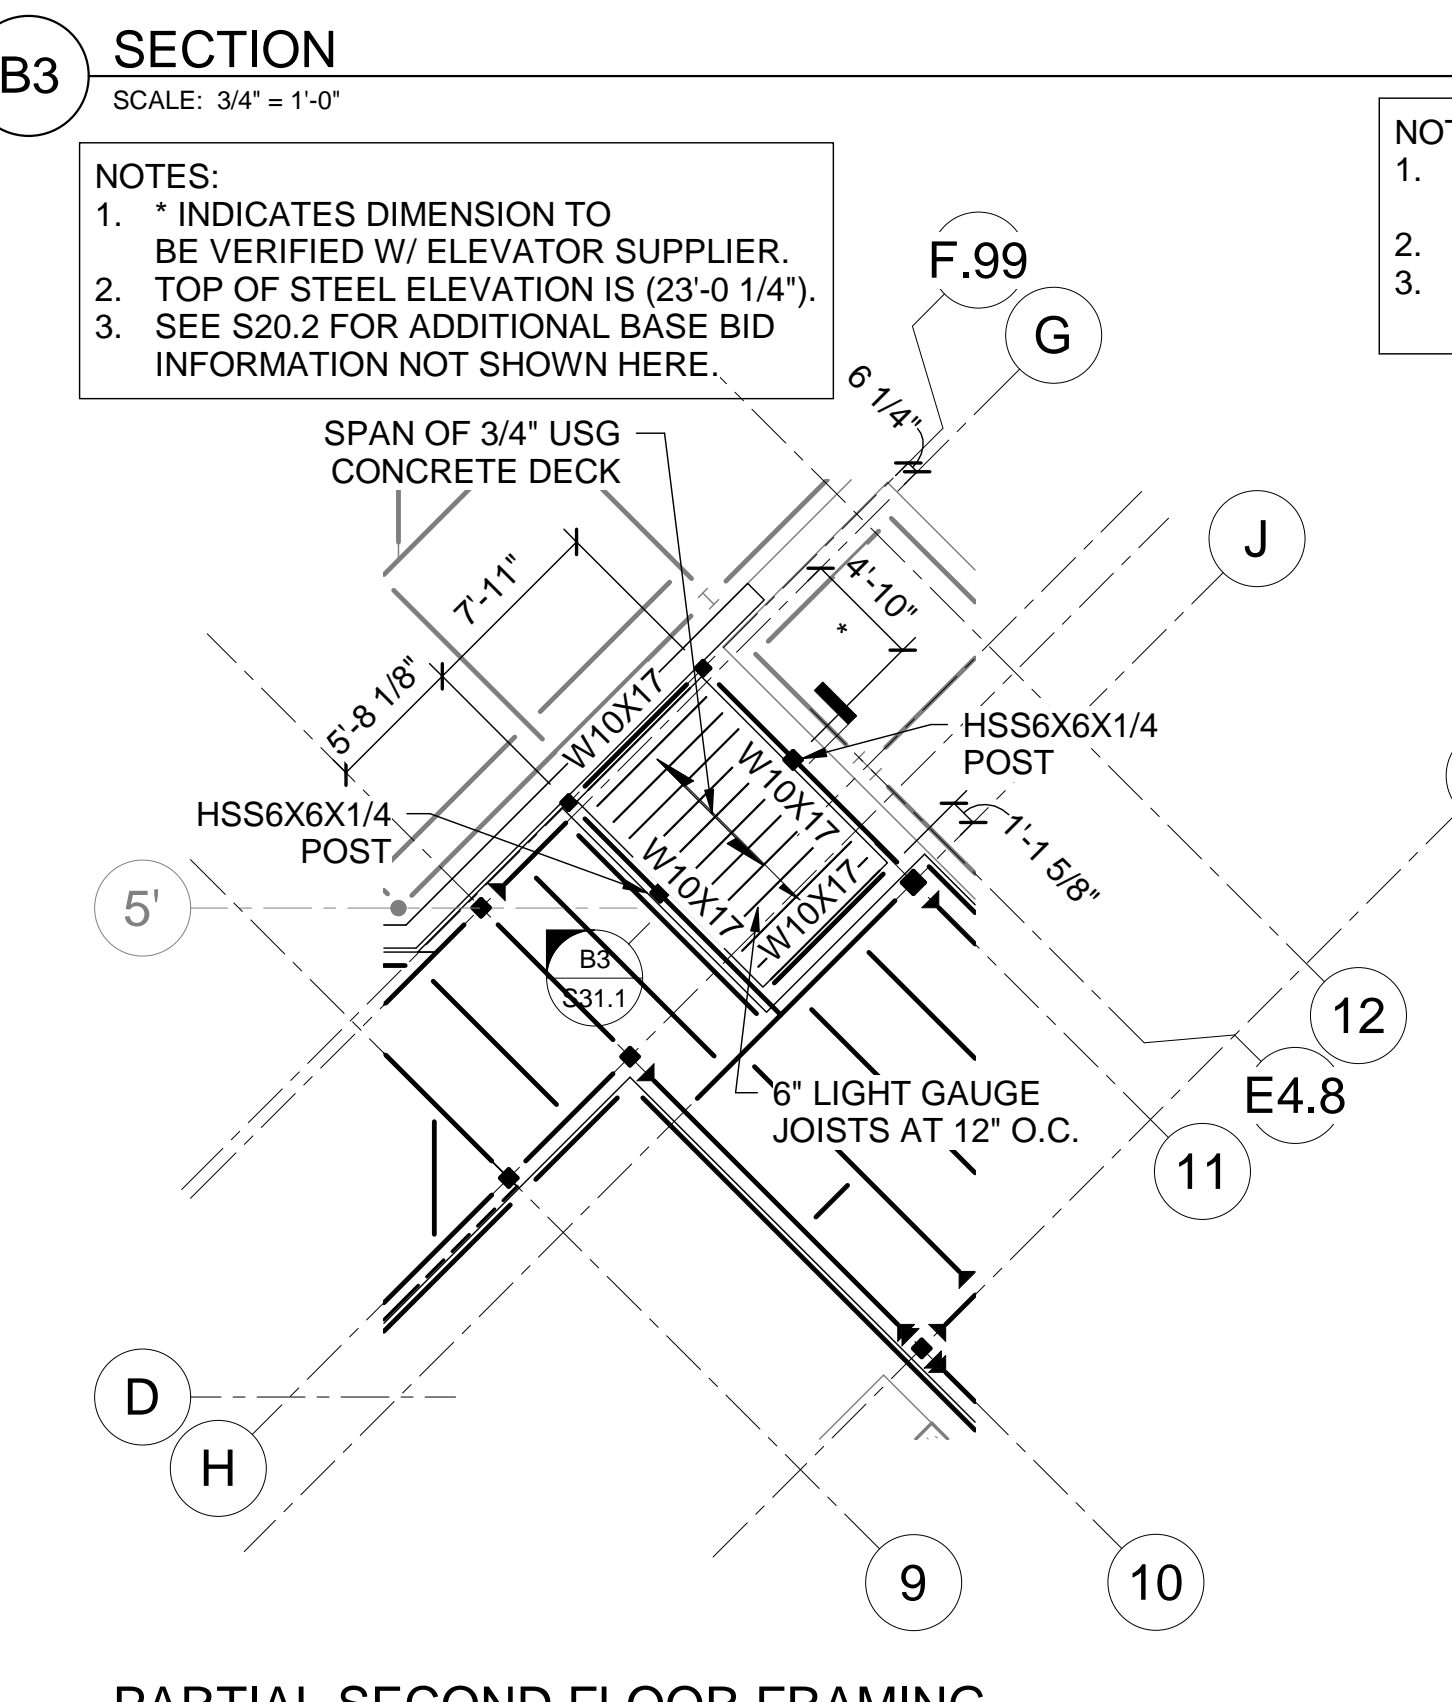 B3
SECTION
SCALE: 3/4" = 1'-0"
NOTES:
1. * INDICATES DIMENSION TO
BE VERIFIED W/ ELEVATOR SUPPLIER.
2. TOP OF STEEL ELEVATION IS (23'-0 1/4").
3. SEE S20.2 FOR ADDITIONAL BASE BID
INFORMATION NOT SHOWN HERE.
1.
2.
3.
F.99
G
6 1/4"
SPAN OF 3/4" USG
CONCRETE DECK
J
7'-11"
4'-10"
*
5'-8 1/8"
W10X17
HSS6X6X1/4
POST
W10X17
HSS6X6X1/4
POST
W10X17
W10X17
1'-1 5/8"
5'
B3
S31.1
12
6" LIGHT GAUGE
JOISTS AT 12" O.C.
E4.8
11
D
H
9
10
PARTIAL SECOND FLOOR FRAMING